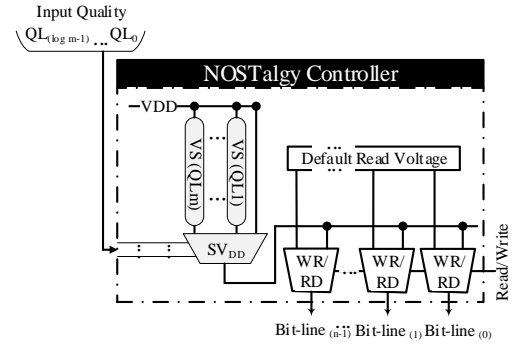 Input Quality
QL(log m-1) ... QL0
NOSTalgy Controller
VDD
VS (QLm)
...
VS (QL1)
...
Default Read Voltage
SVDD
WR/RD
...
WR/RD
WR/RD
Read/Write
Bit-line (n-1) ... Bit-line (1) Bit-line (0)